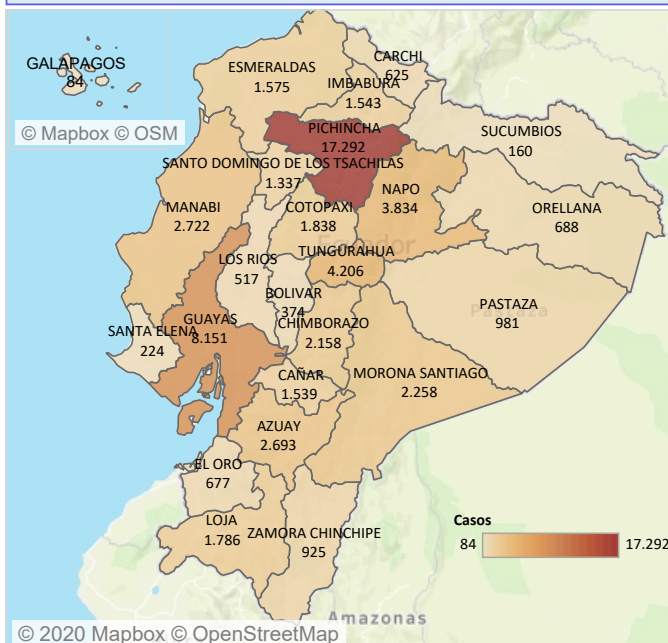 GALAPAGOS
84
© Mapbox © OSM
CARCHI
625
ESMERALDAS
1.575
IMBABURA
1.543
PICHINCHA
17.292
SUCUMBIOS
160
SANTO DOMINGO DE LOS TSACHILAS
1.337
NAPO
3.834
MANABI
2.722
COTOPAXI
1.838
ORELLANA
688
Ecuador
TUNGURAHUA
4.206
LOS RIOS
517
BOLIVAR
374
PASTAZA
981
Pastaza
GUAYAS
8.151
SANTA ELENA
224
CHIMBORAZO
2.158
CAÑAR
1.539
MORONA SANTIAGO
2.258
AZUAY
2.693
EL ORO
677
LOJA
1.786
ZAMORA CHINCHIPE
925
Casos
84 17.292
Amazonas
© 2020 Mapbox © OpenStreetMap